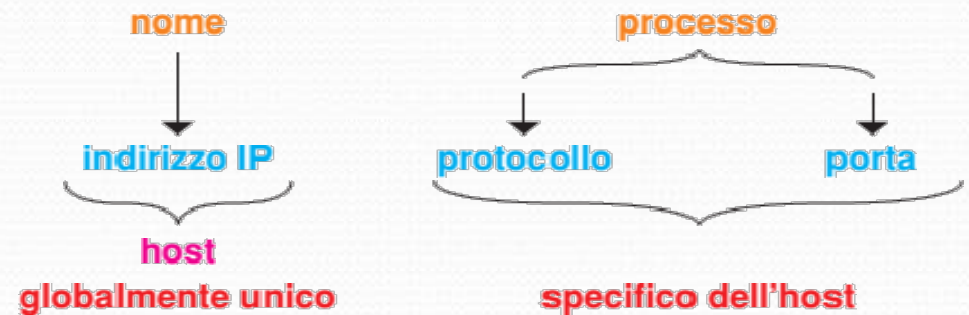 nome processo
indirizzo IP protocollo porta
host
globalmente unico specifico dell'host